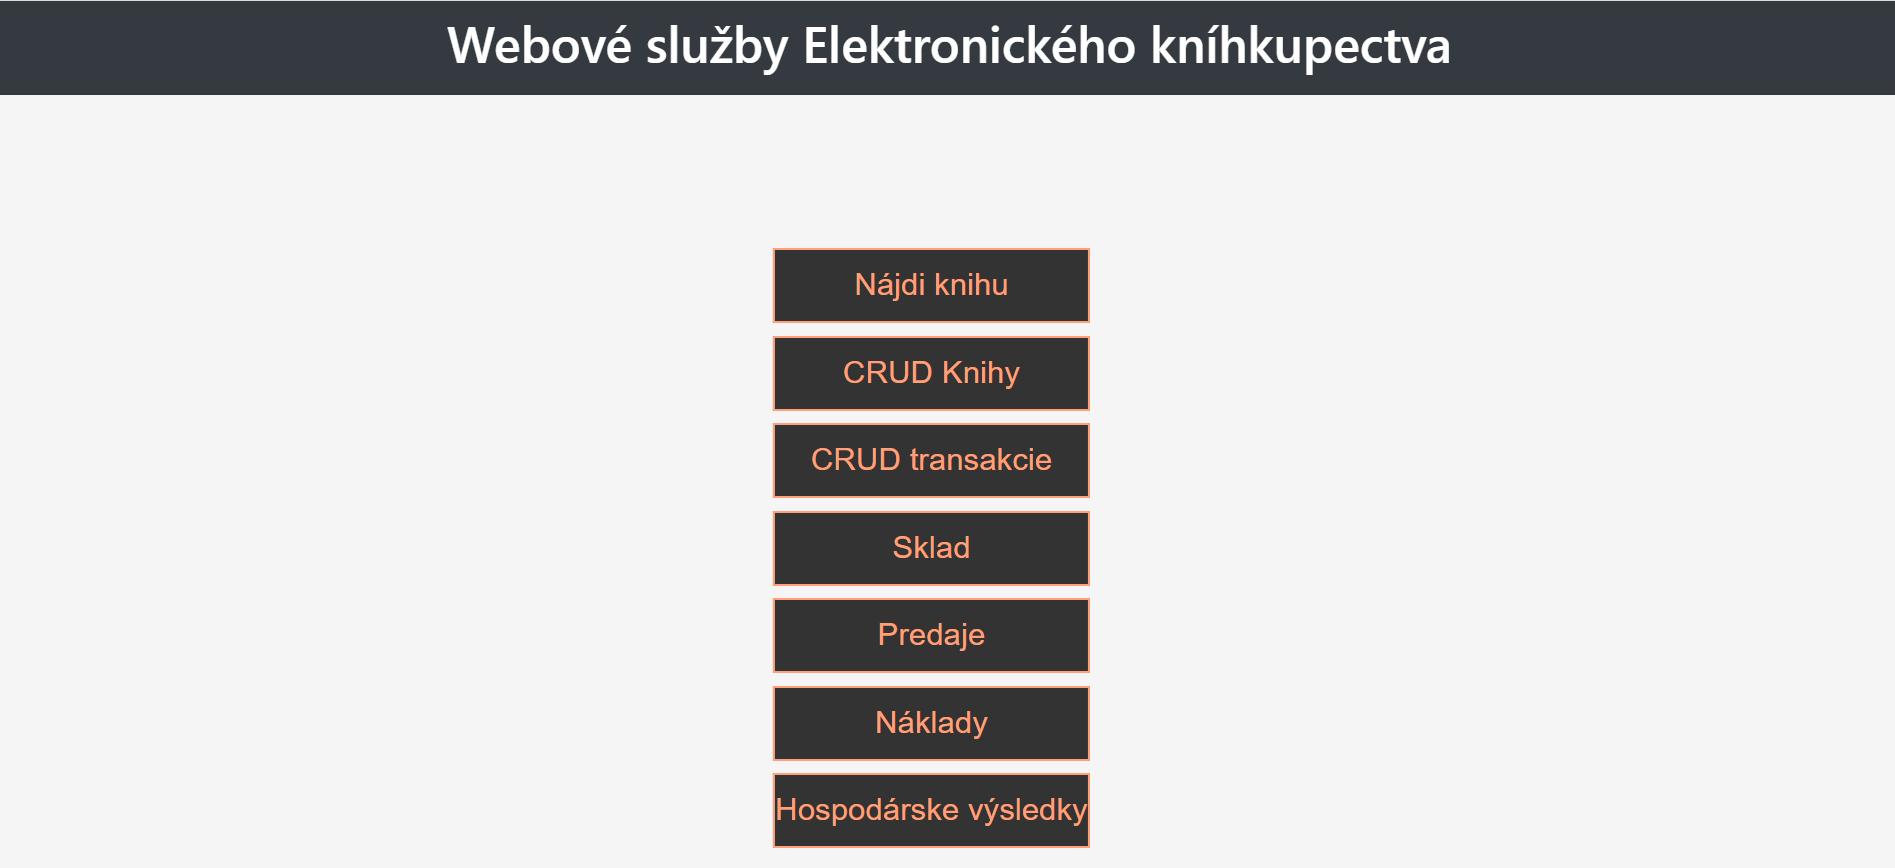 Webové služby Elektronického kníhkupectva
Nájdi knihu
CRUD Knihy
CRUD transakcie
Sklad
Predaje
Náklady
Hospodárske výsledky